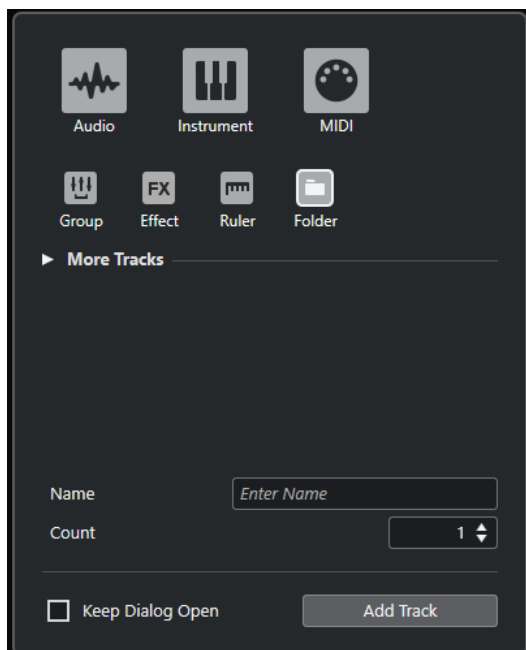 Audio Instrument MIDI
FX
Group Effect Ruler Folder
More Tracks
Name Enter Name
Count 1
Keep Dialog Open Add Track